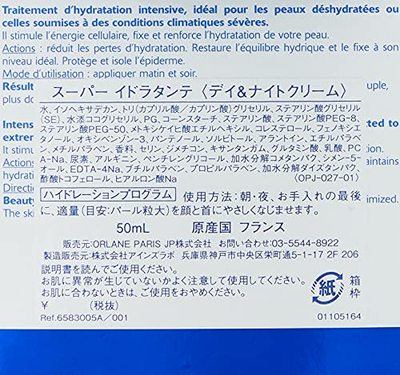 Traitement d'hydratation intensive, idéal pour les peaux déshydratées ou
celles soumises à des conditions climatiques sévères.
Il stimule l'énergie cellulaire, fixe et renforce l'hydratation de votre peau.
Actions : réduit les pertes d'hydratation. Restaure l'équilibre hydrique et le fixe à son
niveau idéal. Protège et isole l'épiderme.
Mode d'utilisation : appliquer matin et soir.
スーパー イドラタンテ〈デイ&ナイトクリーム〉
水、イソヘキサデカン、トリ(カプリル酸/カプリン酸)グリセリル、ステアリン酸グリセリル
(SE)、水添ココグリセリル、PG、コーンスターチ、ステアリン酸、ステアリン酸PEG-8、
ステアリン酸PEG-50、メトキシケイヒ酸エチルヘキシル、コレステロール、フェノキシエタ
ノール、オキシベンゾン-3、パンテノール、ソルビトール、アラントイン、エチルパラベ
ン、メチルパラベン、香料、セリン、ジメチコン、キサンタンガム、グルタミン酸、乳酸、PC
A-Na、尿素、アルギニン、ペンチレングリコール、加水分解コメタンパク、シメン-5-オ
ール、EDTA-4Na、ブチルパラベン、プロピルパラベン、加水分解ダイズタンパク、
酢酸トコフェロール、ヒアルロン酸Na (OPJ-027-01)
ハイドレーションプログラム 使用方法:朝・夜、お手入れの最後
に、適量(目安:パール粒大)を顔と首にやさしくなじませます。
50mL 原産国 フランス
販売元:ORLANE PARIS JP株式会社 お問い合わせ:03-5544-8922
製造販売元:株式会社アインズラボ 兵庫県神戸市中央区栄町通5-1-17 2F 206
説明書を読んでご使用ください。
お肌に異常が生じていないかよく注意して使用してください。
お肌に合わないときは、ご使用をおやめください。
¥ (税抜)
紙 箱 枠
Ref.6583005A/001 01105164